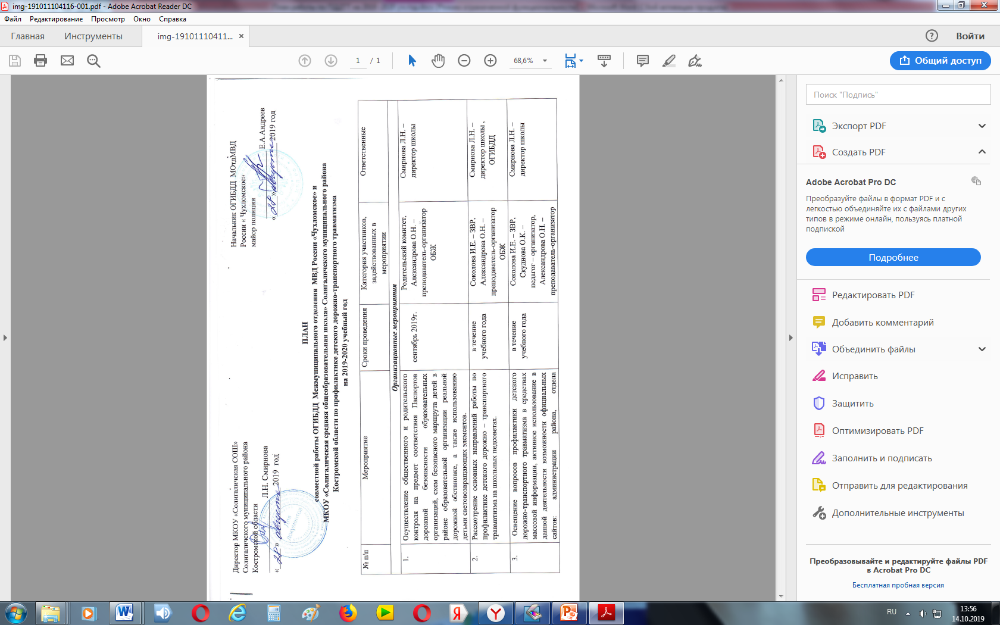 img-191011104116-001.pdf - Adobe Acrobat Reader DC
Файл Редактирование Просмотр Окно Справка
Главная Инструменты img-19101110411... × Войти
1 / 1 68,6% Общий доступ
Директор МКОУ «Солигаличская СОШ»
Солигаличского муниципального района
Костромской области
Л.Н. Смирнова
«28» августа 2019 год
Начальник ОГИБДД МОтдМВД
России « Чухломское»
майор полиции
Е.А.Андреев
«28» августа 2019 год
ПЛАН
совместной работы ОГИБДД Межмуниципального отделения МВД России «Чухломское» и
МКОУ «Солигаличская средняя общеобразовательная школа» Солигаличского муниципального района
Костромской области по профилактике детского дорожно-транспортного травматизма
на 2019-2020 учебный год
№ п/п
Мероприятие
Сроки проведения
Категория участников,
задействованных в
мероприятии
Ответственные
Организационные мероприятия
1.
Осуществление общественного и родительского
контроля на предмет соответствия Паспортов
дорожной безопасности образовательных
организаций, схем безопасного маршрута детей в
районе образовательной организации реальной
дорожной обстановке, а также использованию
детьми световозвращающих элементов.
сентябрь 2019г.
Родительский комитет,
Александрова О.Н. –
преподаватель-организатор
ОБЖ
Смирнова Л.Н. –
директор школы
2.
Рассмотрение основных направлений работы по
профилактике детского дорожно – транспортного
травматизма на школьных педсоветах.
в течение
учебного года
Соколова И.Е. – ЗВР,
Александрова О.Н. –
преподаватель-организатор
ОБЖ
Смирнова Л.Н. –
директор школы ,
ОГИБДД
3.
Освещение вопросов профилактики детского
дорожно-транспортного травматизма в средствах
массовой информации, активное использование в
данной деятельности возможности официальных
сайтов: администрации района, отдела
в течение
учебного года
Соколова И.Е. – ЗВР,
Скуднова О.К. –
педагог – организатор,
Александрова О.Н. –
преподаватель-организатор
Смирнова Л.Н. –
директор школы
Поиск "Подпись"
Экспорт PDF
Создать PDF
Adobe Acrobat Pro DC
Преобразуйте файлы в формат PDF и с
легкостью объединяйте их с файлами других
типов в режиме онлайн, пользуясь платной
подпиской
Подробнее
Редактировать PDF
Добавить комментарий
Объединить файлы
Исправить
Защитить
Оптимизировать PDF
Заполнить и подписать
Отправить для редактирования
Дополнительные инструменты
Преобразовывайте и редактируйте файлы PDF
в Acrobat Pro DC
Бесплатная пробная версия
RU
13:56
14.10.2019